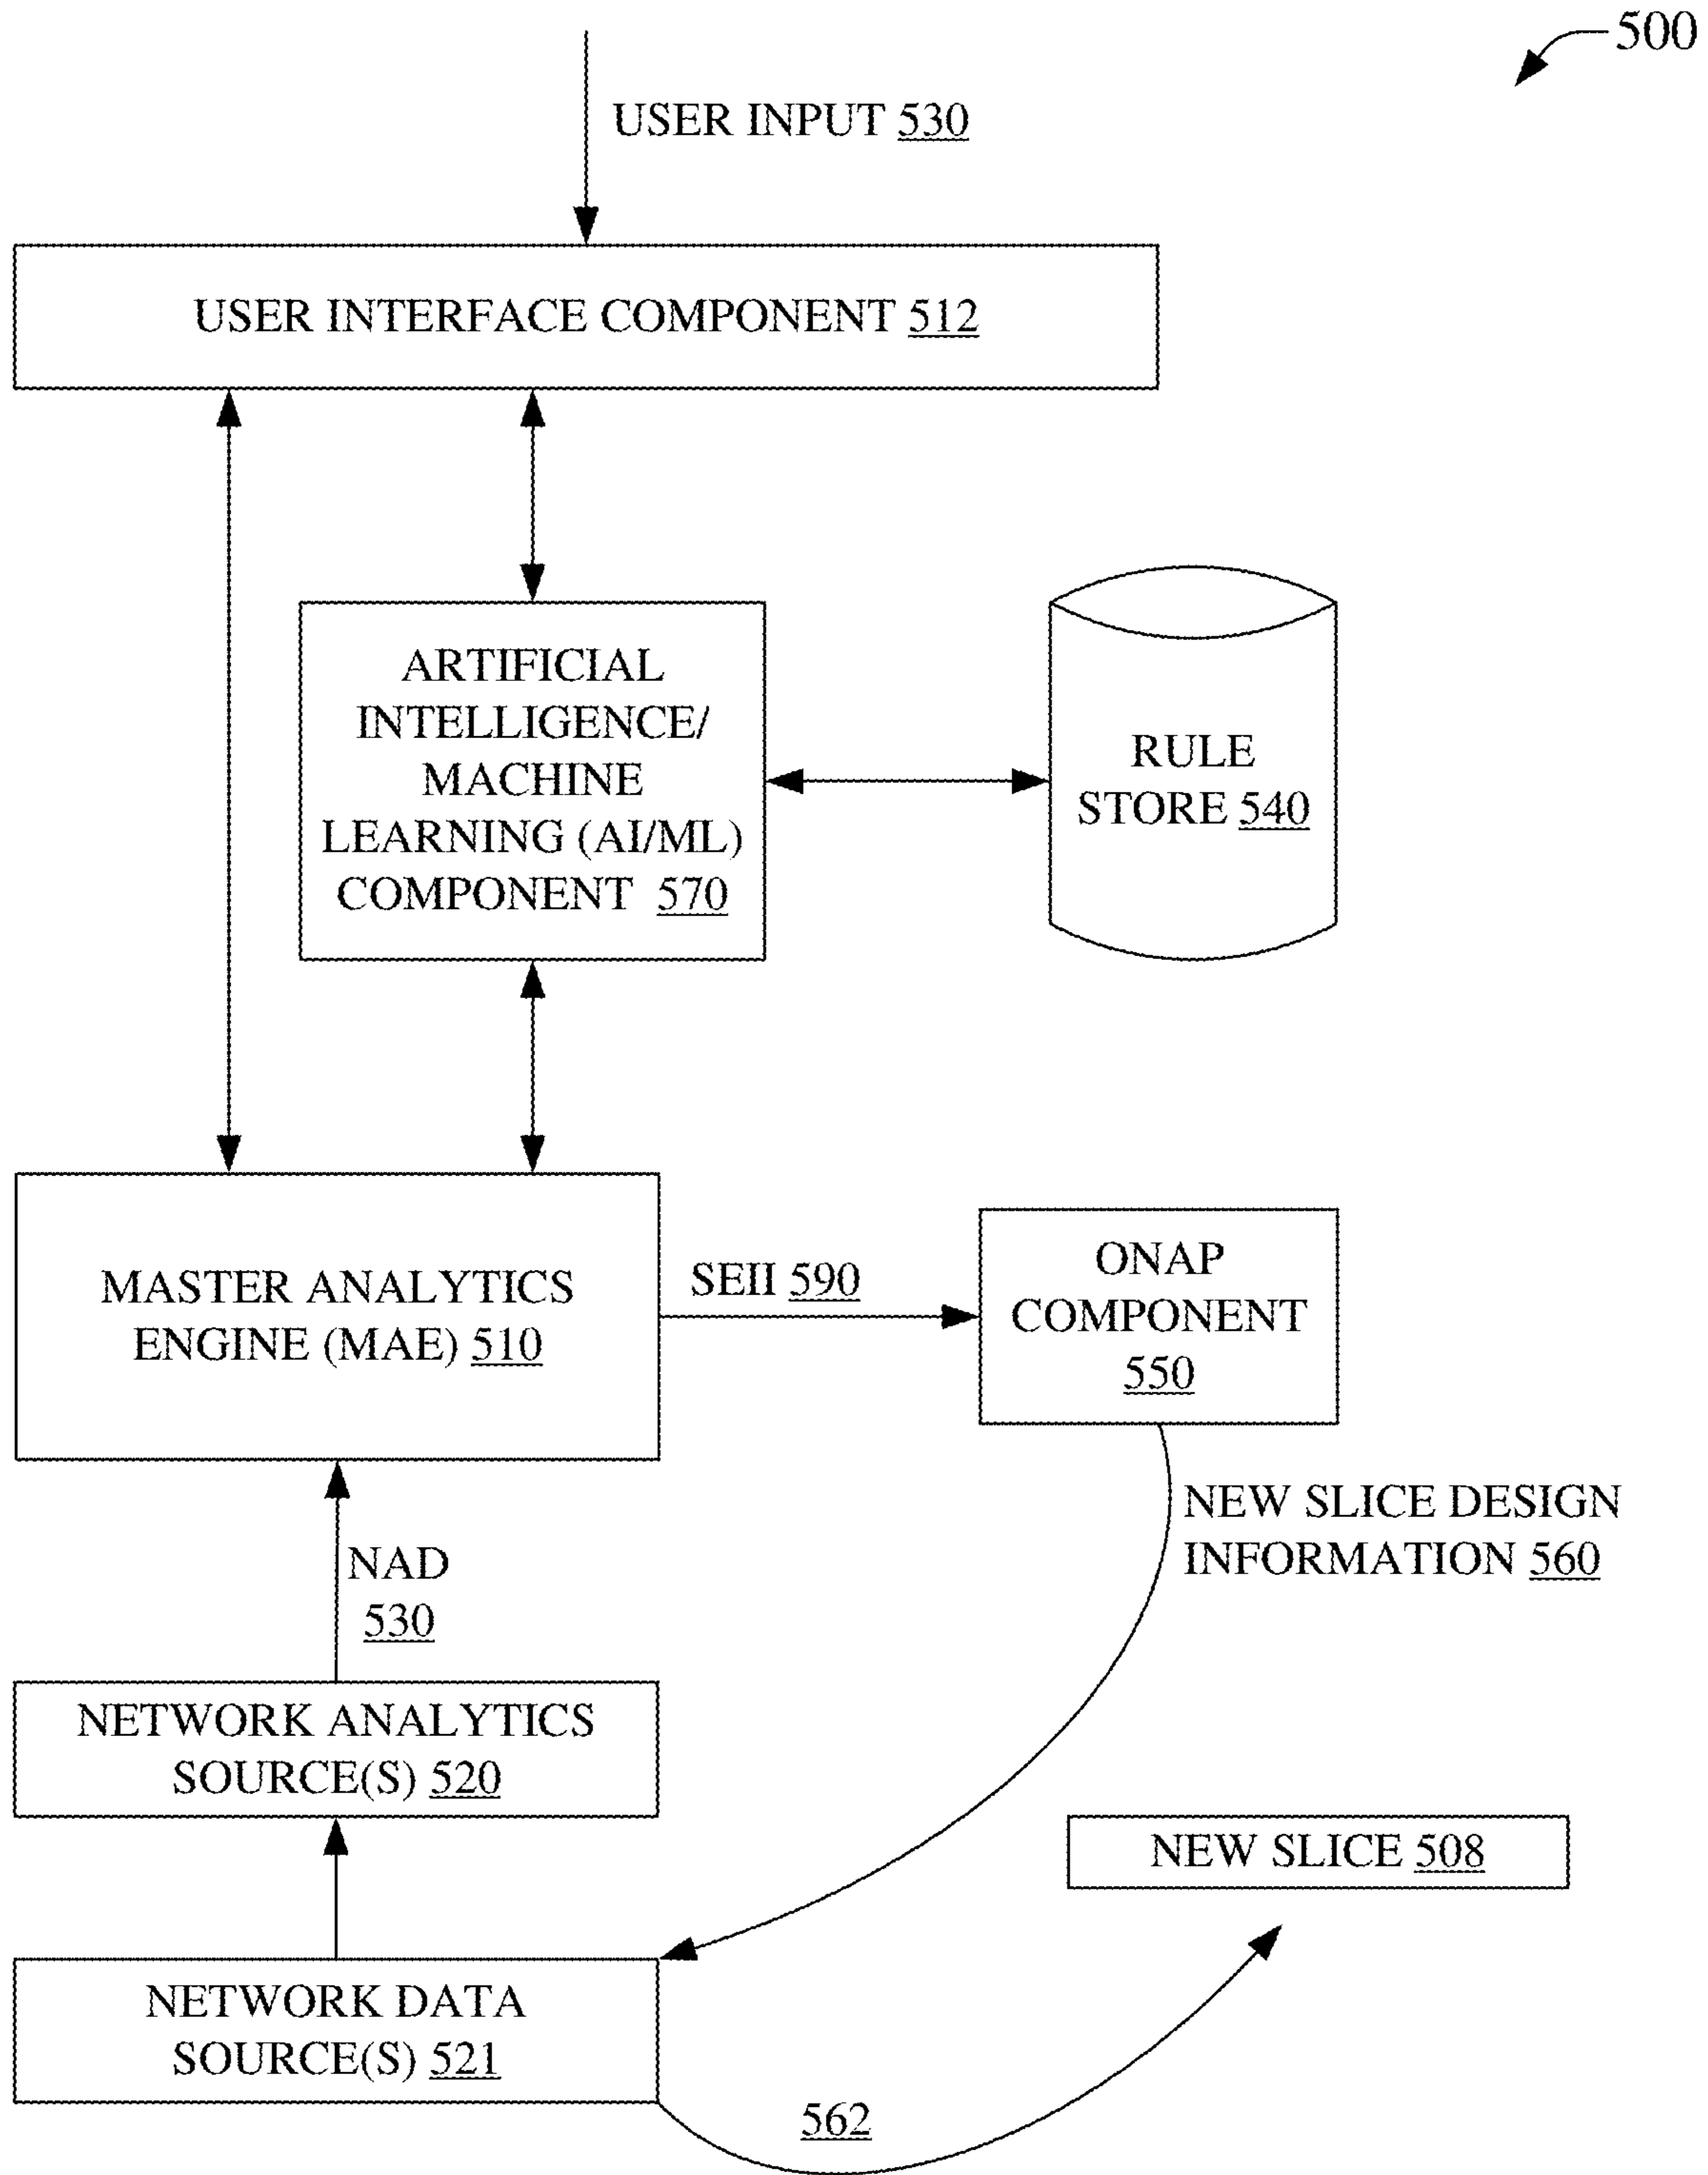 500
USER INPUT 530
USER INTERFACE COMPONENT 512
ARTIFICIAL
INTELLIGENCE/
MACHINE
LEARNING (AI/ML)
COMPONENT 570
RULE
STORE 540
MASTER ANALYTICS
ENGINE (MAE) 510
SEII 590
ONAP
COMPONENT
550
NEW SLICE DESIGN
INFORMATION 560
NAD
530
NETWORK ANALYTICS
SOURCE(S) 520
NEW SLICE 508
NETWORK DATA
SOURCE(S) 521
562